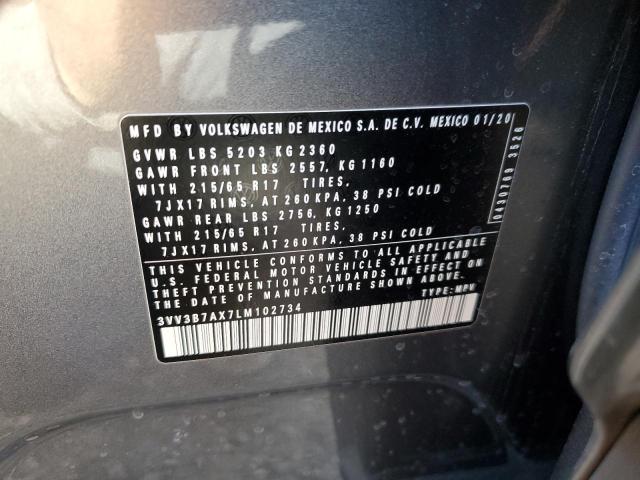 MFD BY VOLKSWAGEN DE MEXICO S.A. DE C.V. MEXICO 01/20
GVWR LBS 5203 KG 2360
GAWR FRONT LBS 2557, KG 1160
WITH 215/65 R17 TIRES,
7JX17 RIMS, AT 260 KPA, 38 PSI COLD
GAWR REAR LBS 2756, KG 1250
WITH 215/65 R17 TIRES,
7JX17 RIMS, AT 260 KPA, 38 PSI COLD
THIS VEHICLE CONFORMS TO ALL APPLICABLE
U.S. FEDERAL MOTOR VEHICLE SAFETY AND
THEFT PREVENTION STANDARDS IN EFFECT ON
THE DATE OF MANUFACTURE SHOWN ABOVE.
3VV3B7AX7LM102734 TYPE: MPV
0430769 3520